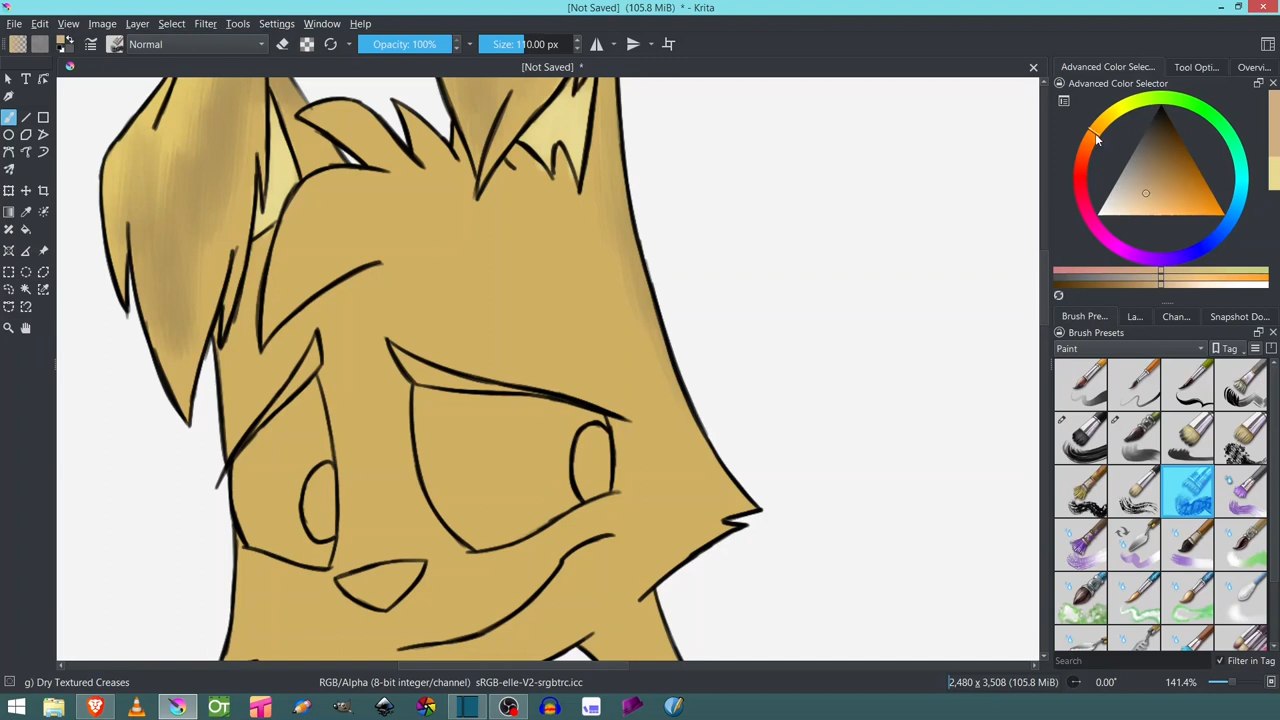 [Not Saved]  (105.8 MiB)  * - Krita
File Edit View Image Layer Select Filter Tools Settings Window Help
Normal Opacity: 100% Size: 110.00 px
[Not Saved]  *
Advanced Color Selec... Tool Opti... Overvi...
Advanced Color Selector
Brush Pre... La... Chan... Snapshot Do...
Brush Presets
Paint Tag
Search Filter in Tag
g) Dry Textured Creases RGB/Alpha (8-bit integer/channel)  sRGB-elle-V2-srgbtrc.icc 2,480 x 3,508 (105.8 MiB) 0.00° 141.4%
OT